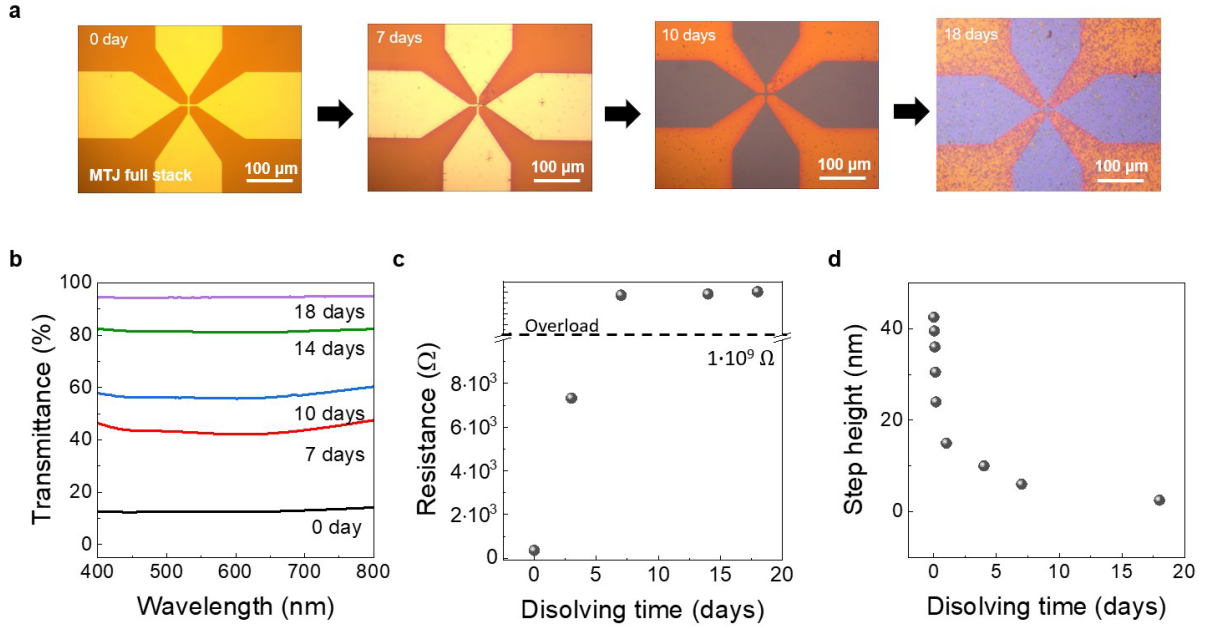 a
0 day
7 days
10 days
18 days
MTJ full stack
100 µm
100 µm
100 µm
100 µm
b
Transmittance (%)
100
80
60
40
20
0
18 days
14 days
10 days
7 days
0 day
400
500
600
700
800
Wavelength (nm)
c
Resistance (Ω)
Overload
1·10⁹ Ω
8·10³
6·10³
4·10³
2·10³
0
0
5
10
15
20
Disolving time (days)
d
Step height (nm)
40
20
0
0
5
10
15
20
Disolving time (days)